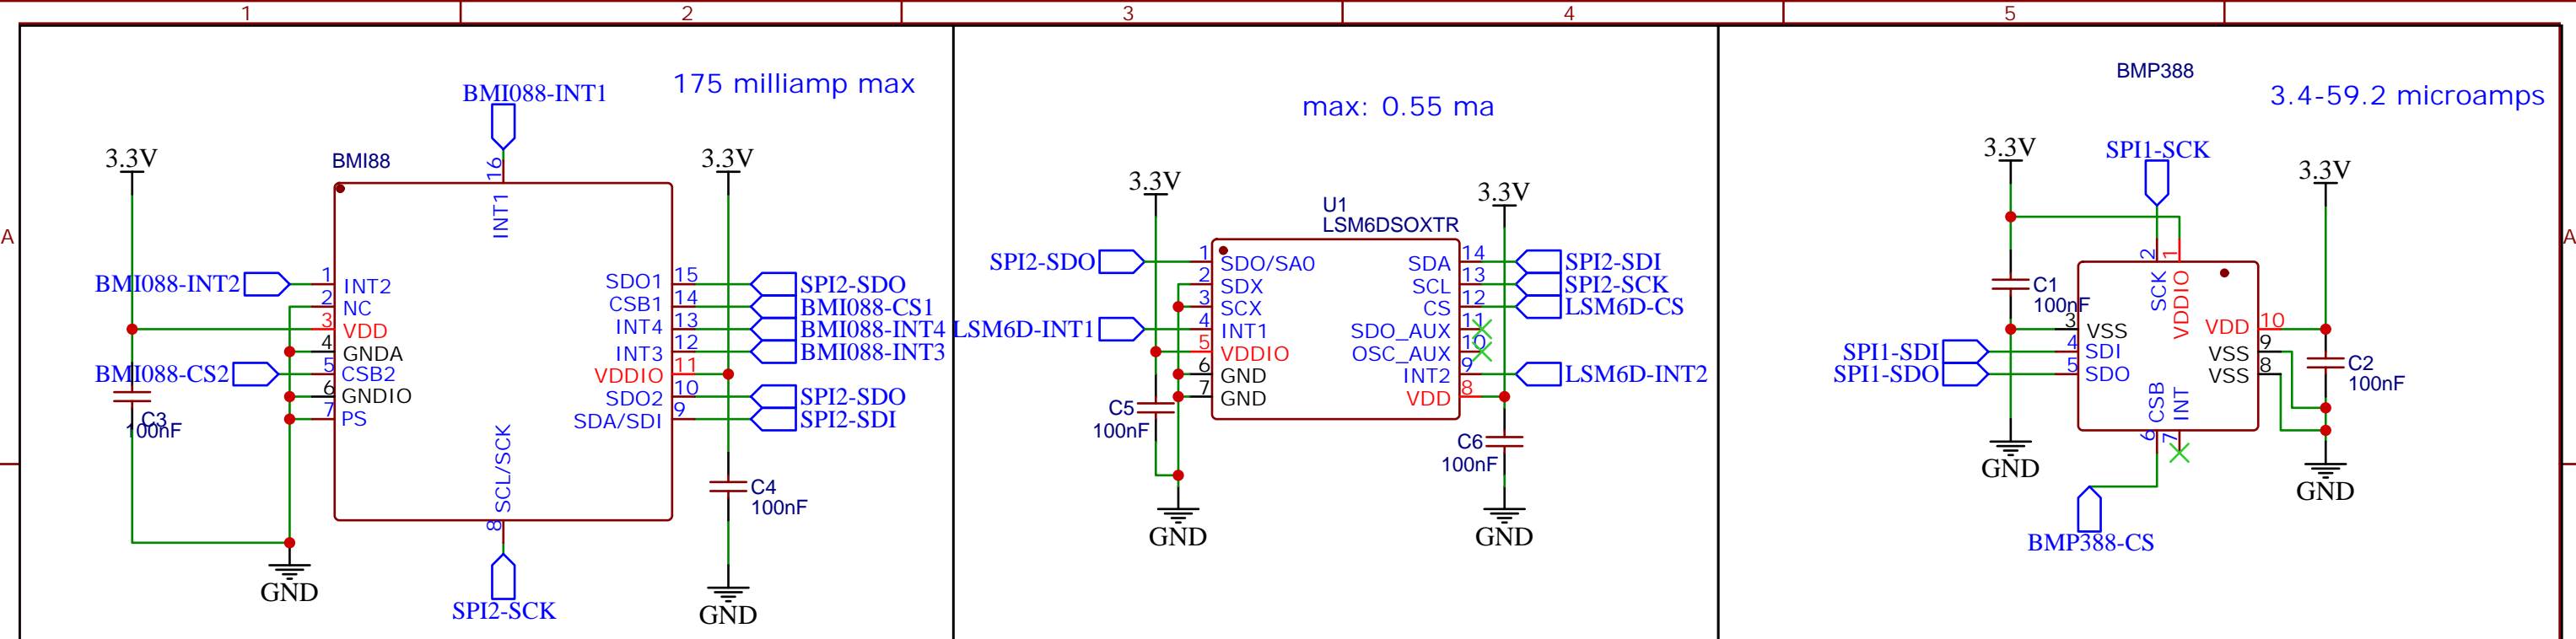 1
2
3
4
5
A
A
175 milliamp max
BMI088-INT1
3.3V
3.3V
BMI88
16
INT1
BMI088-INT2
1
INT2
2
NC
3
VDD
4
GNDA
BMI088-CS2
5
CSB2
6
GNDIO
7
PS
C3
100nF
8
SCL/SCK
SPI2-SCK
GND
SDO1
15
SPI2-SDO
CSB1
14
BMI088-CS1
INT4
13
BMI088-INT4
INT3
12
BMI088-INT3
VDDIO
11
SDO2
10
SPI2-SDO
SDA/SDI
9
SPI2-SDI
C4
100nF
GND
max: 0.55 ma
3.3V
3.3V
U1
LSM6DSOXTR
SPI2-SDO
1
SDO/SA0
2
SDX
3
SCX
LSM6D-INT1
4
INT1
5
VDDIO
6
GND
7
GND
C5
100nF
GND
SDA
14
SPI2-SDI
SCL
13
SPI2-SCK
CS
12
LSM6D-CS
SDO_AUX
11
OSC_AUX
10
INT2
9
LSM6D-INT2
VDD
8
C6
100nF
GND
BMP388
3.4-59.2 microamps
3.3V
SPI1-SCK
3.3V
2
1
SCK
VDDIO
C1
100nF
3
VSS
SPI1-SDI
4
SDI
SPI1-SDO
5
SDO
VDD
10
VSS
9
VSS
8
C2
100nF
CSB
INT
6
7
GND
GND
BMP388-CS